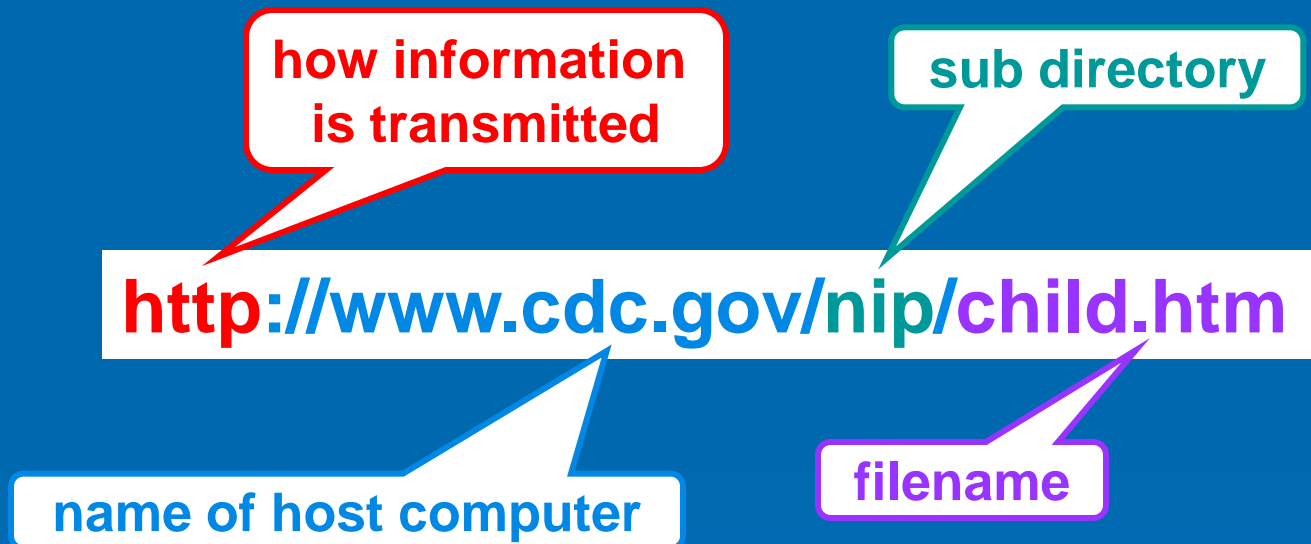 how information
is transmitted
sub directory
http://www.cdc.gov/nip/child.htm
name of host computer
filename